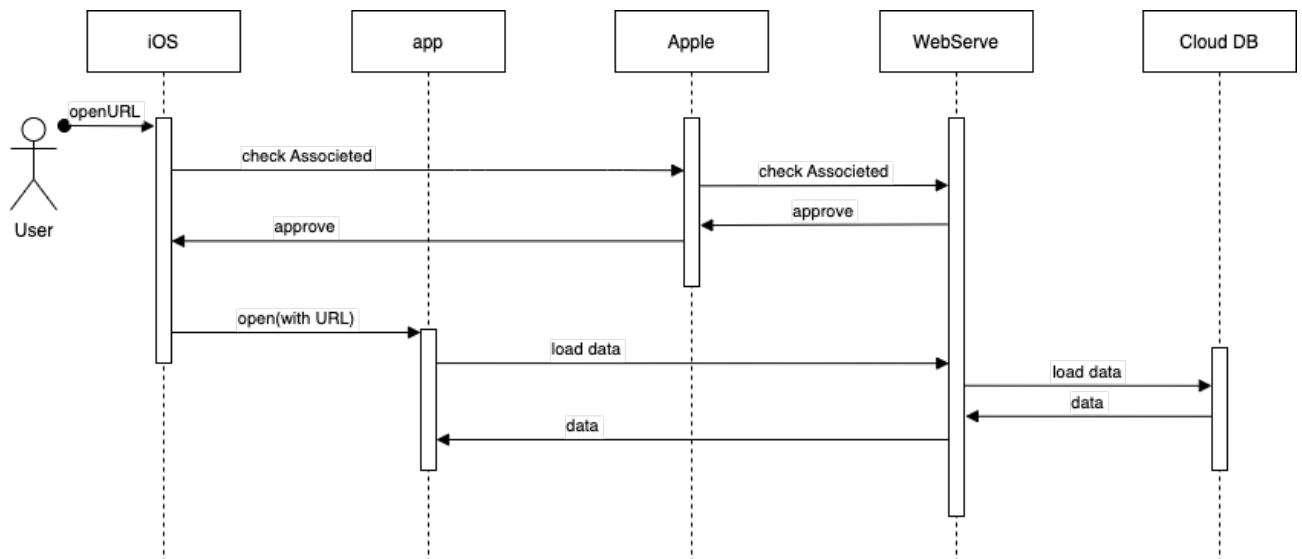 iOS
app
Apple
WebServe
Cloud DB
openURL
check Associeted
check Associeted
approve
User
approve
open(with URL)
load data
load data
data
data